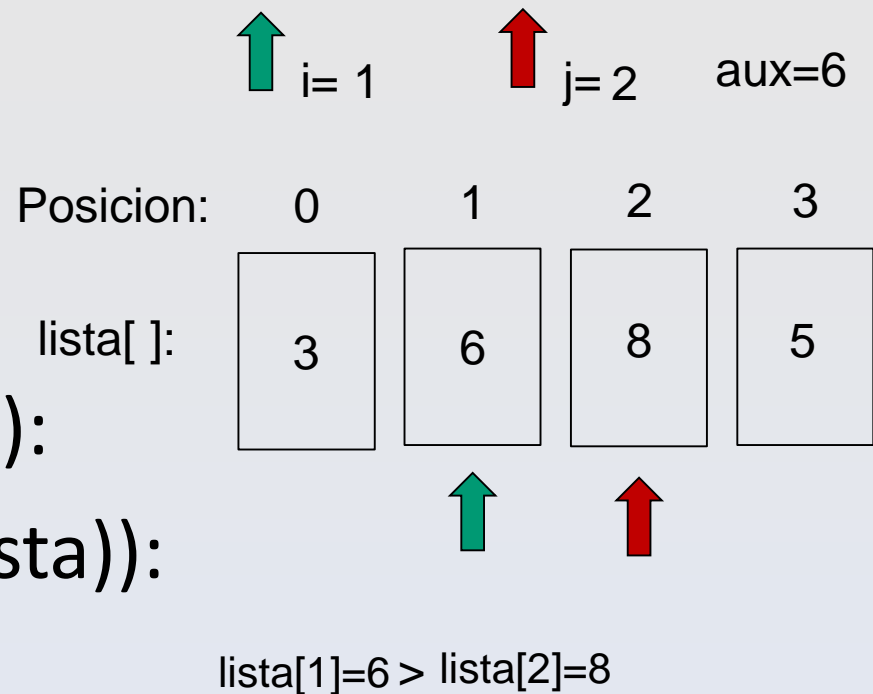 i= 1 j= 2 aux=6
Posicion: 0 1 2 3
lista[ ]: 3 6 8 5
):
sta)):
lista[1]=6 > lista[2]=8